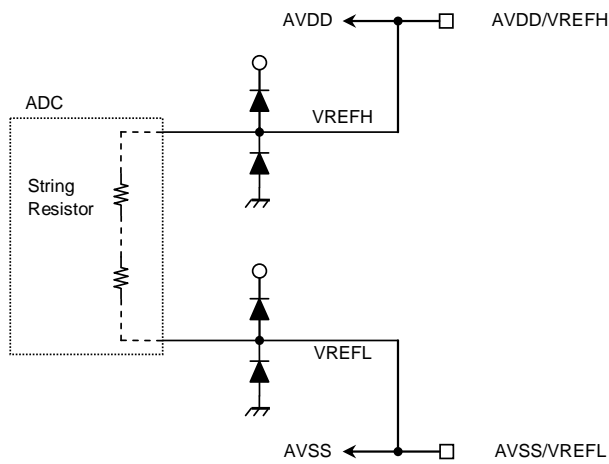 AVDD
AVDD/VREFH
ADC
VREFH
String
Resistor
VREFL
AVSS
AVSS/VREFL